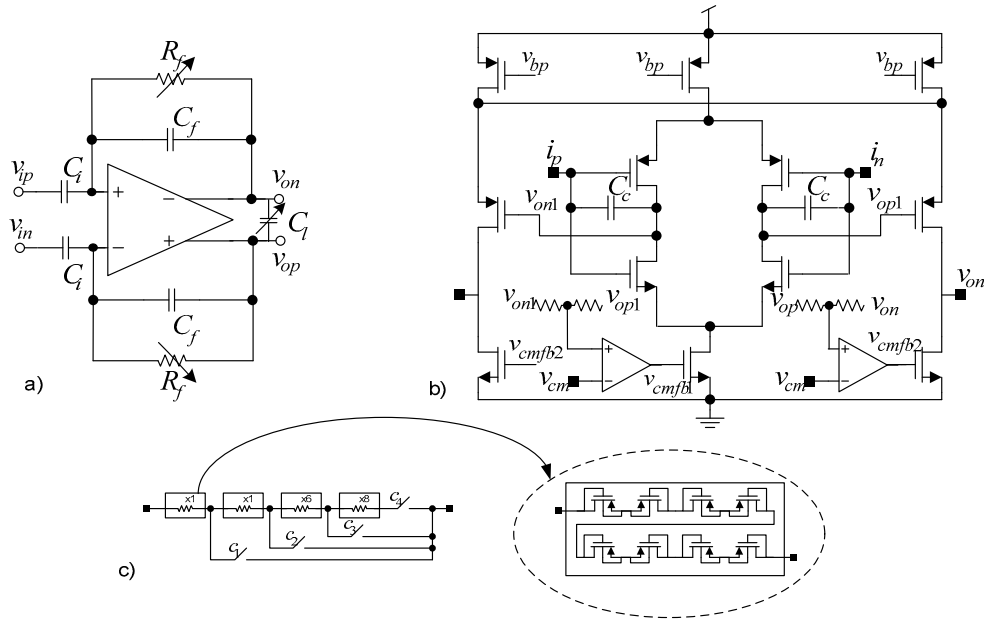 R_f
C_f
v_ip
C_i
v_on
v_in
C_i
C_l
v_op
C_f
R_f
a)
v_bp
v_bp
v_bp
i_p
i_n
C_c
C_c
v_on1
v_op1
v_on1
v_op1
v_op
v_on
v_on
v_cmfb2
v_cmfb2
+
−
+
−
v_cm
v_cmfb1
v_cm
b)
x1
x1
x6
x8
c_4
c_3
c_2
c_1
c)
+
−
−
+